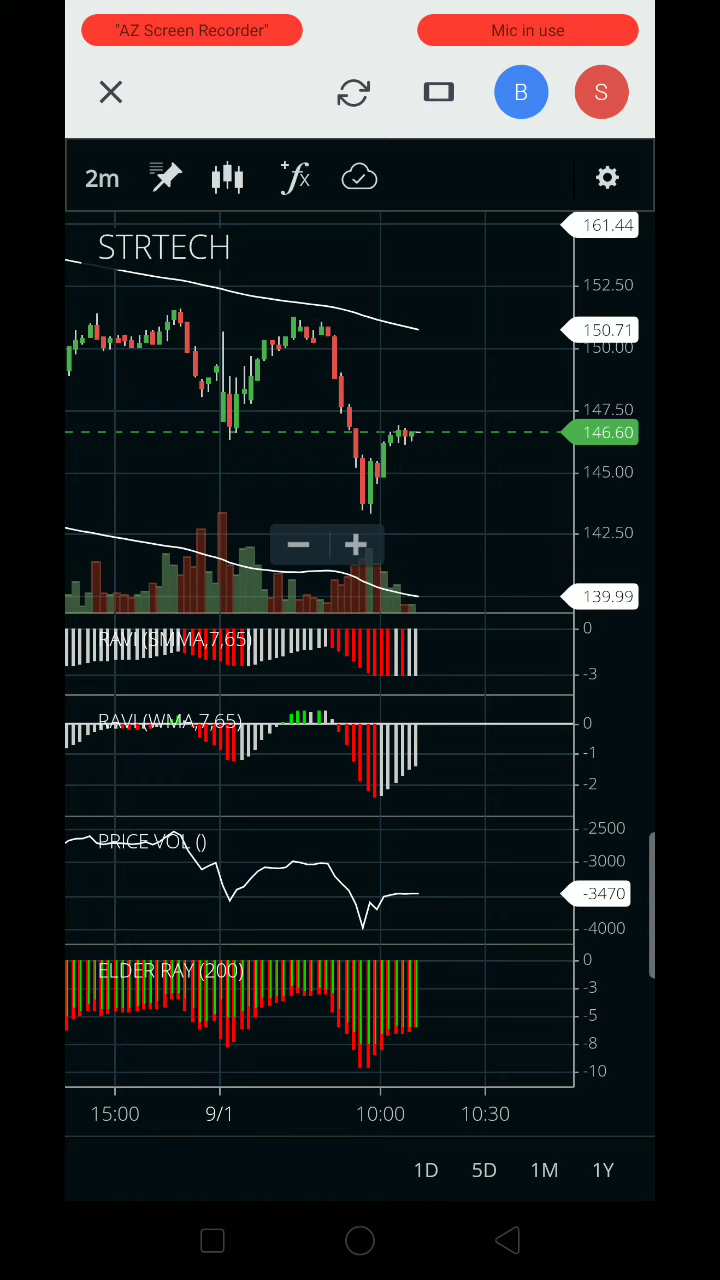 "AZ Screen Recorder" Mic in use
B S
2m fx
STRTECH
161.44
152.50
150.71
150.00
147.50
146.60
145.00
142.50
139.99
RAVI (SMMA,7,65)
0
-3
RAVI (WMA,7,65)
0
-1
-2
PRICE VOL ()
-2500
-3000
-3470
-4000
ELDER RAY (200)
0
-3
-5
-8
-10
15:00 9/1 10:00 10:30
1D 5D 1M 1Y